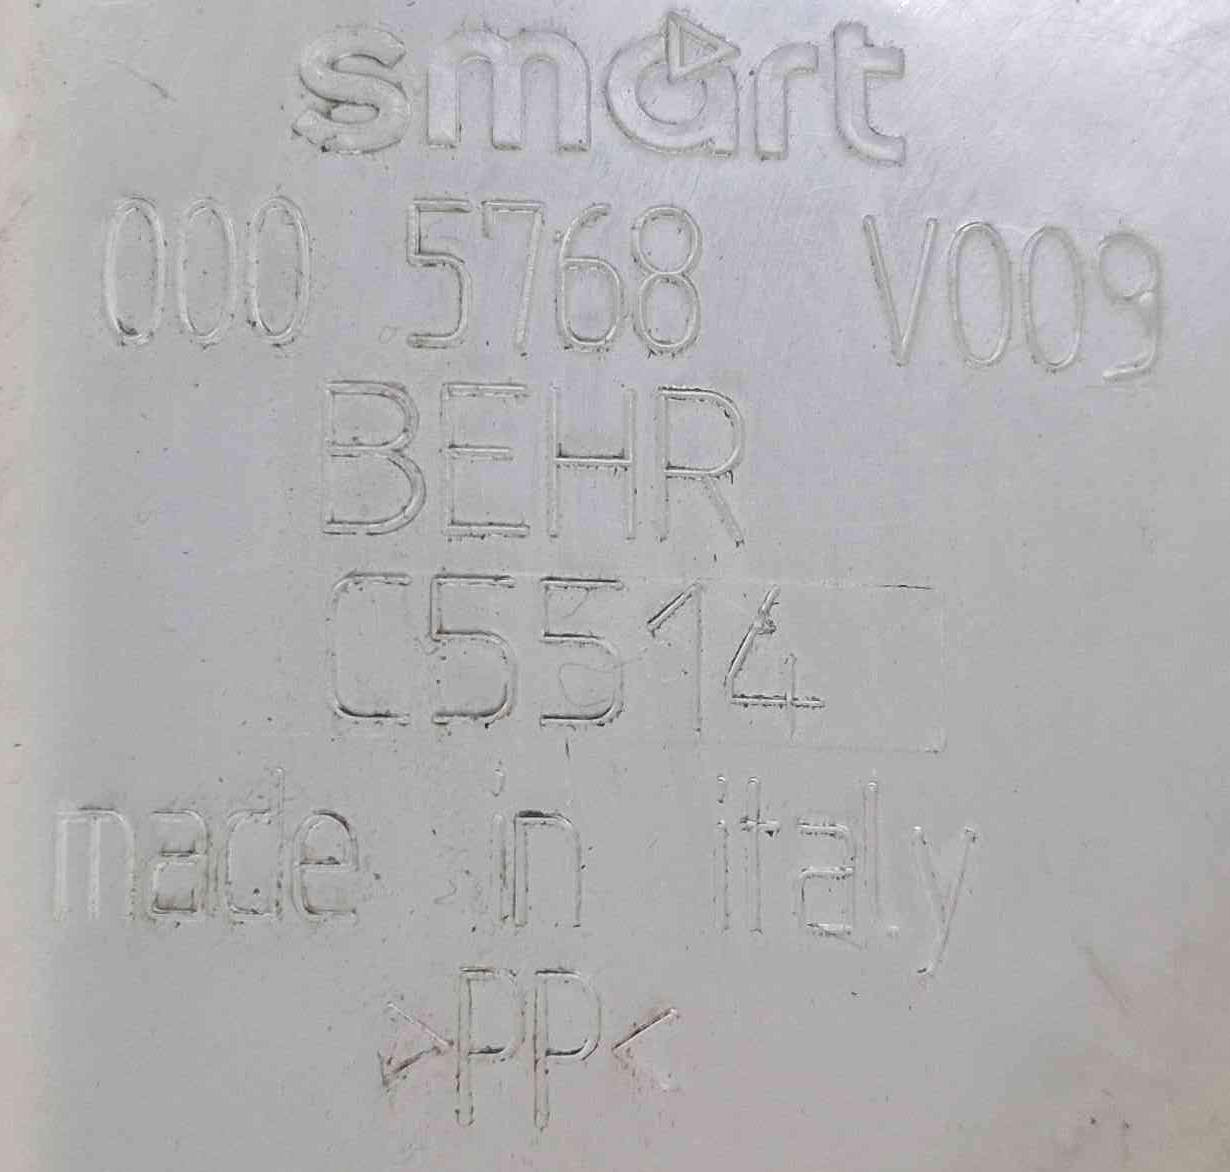 smart
000 5768 V009
BEHR
C5514
made in italy
>PP<